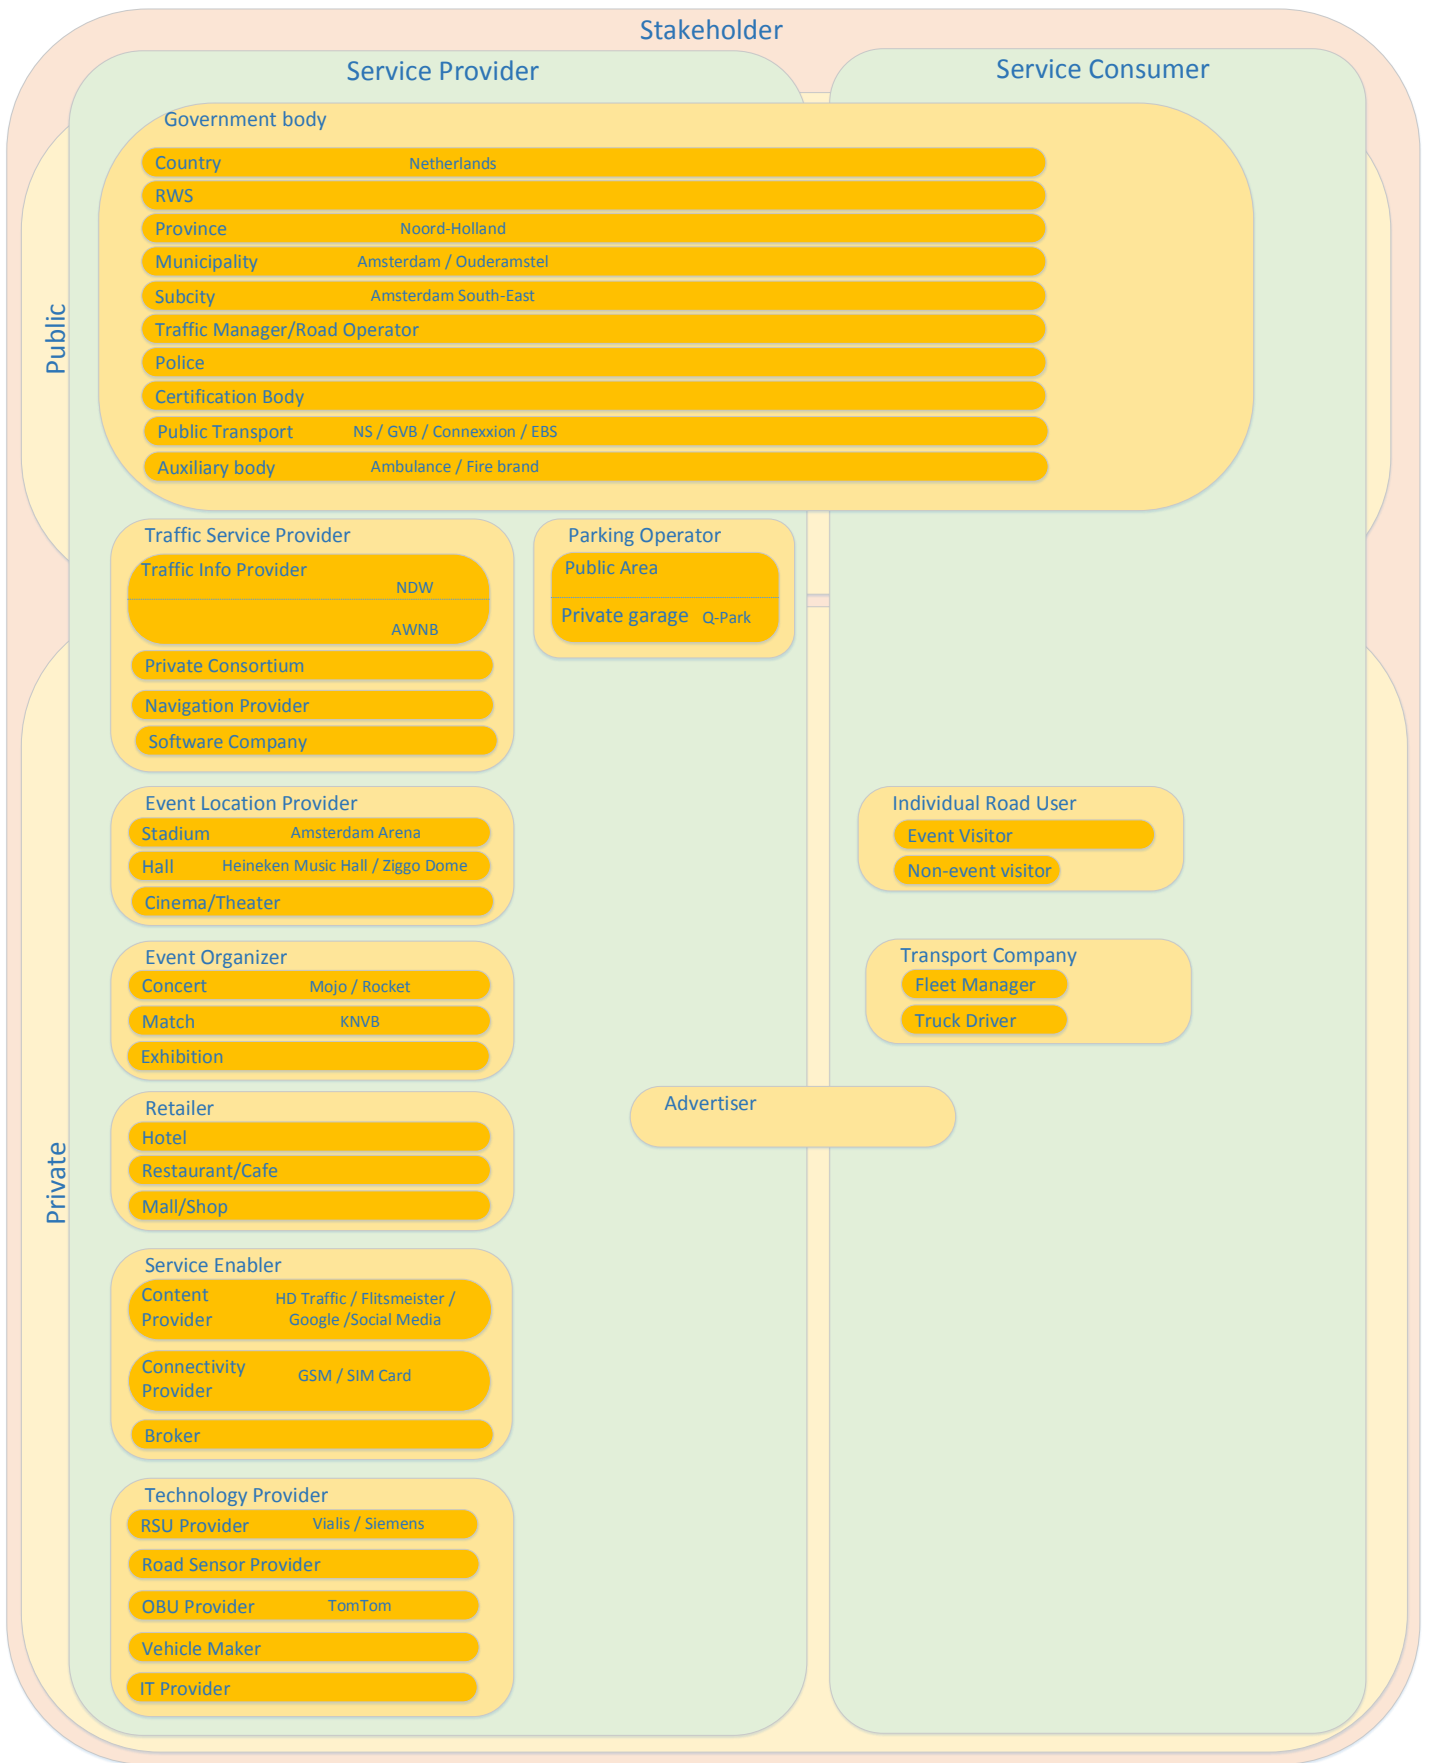 Stakeholder
Service Provider
Service Consumer
Public
Government body
Country Netherlands
RWS
Province Noord-Holland
Municipality Amsterdam / Ouderamstel
Subcity Amsterdam South-East
Traffic Manager/Road Operator
Police
Certification Body
Public Transport NS / GVB / Connexxion / EBS
Auxiliary body Ambulance / Fire brand
Traffic Service Provider
Traffic Info Provider
NDW
AWNB
Private Consortium
Navigation Provider
Software Company
Parking Operator
Public Area
Private garage Q-Park
Private
Event Location Provider
Stadium Amsterdam Arena
Hall Heineken Music Hall / Ziggo Dome
Cinema/Theater
Individual Road User
Event Visitor
Non-event visitor
Event Organizer
Concert Mojo / Rocket
Match KNVB
Exhibition
Transport Company
Fleet Manager
Truck Driver
Retailer
Hotel
Restaurant/Cafe
Mall/Shop
Advertiser
Service Enabler
Content
Provider
HD Traffic / Flitsmeister /
Google /Social Media
Connectivity
Provider
GSM / SIM Card
Broker
Technology Provider
RSU Provider Vialis / Siemens
Road Sensor Provider
OBU Provider TomTom
Vehicle Maker
IT Provider